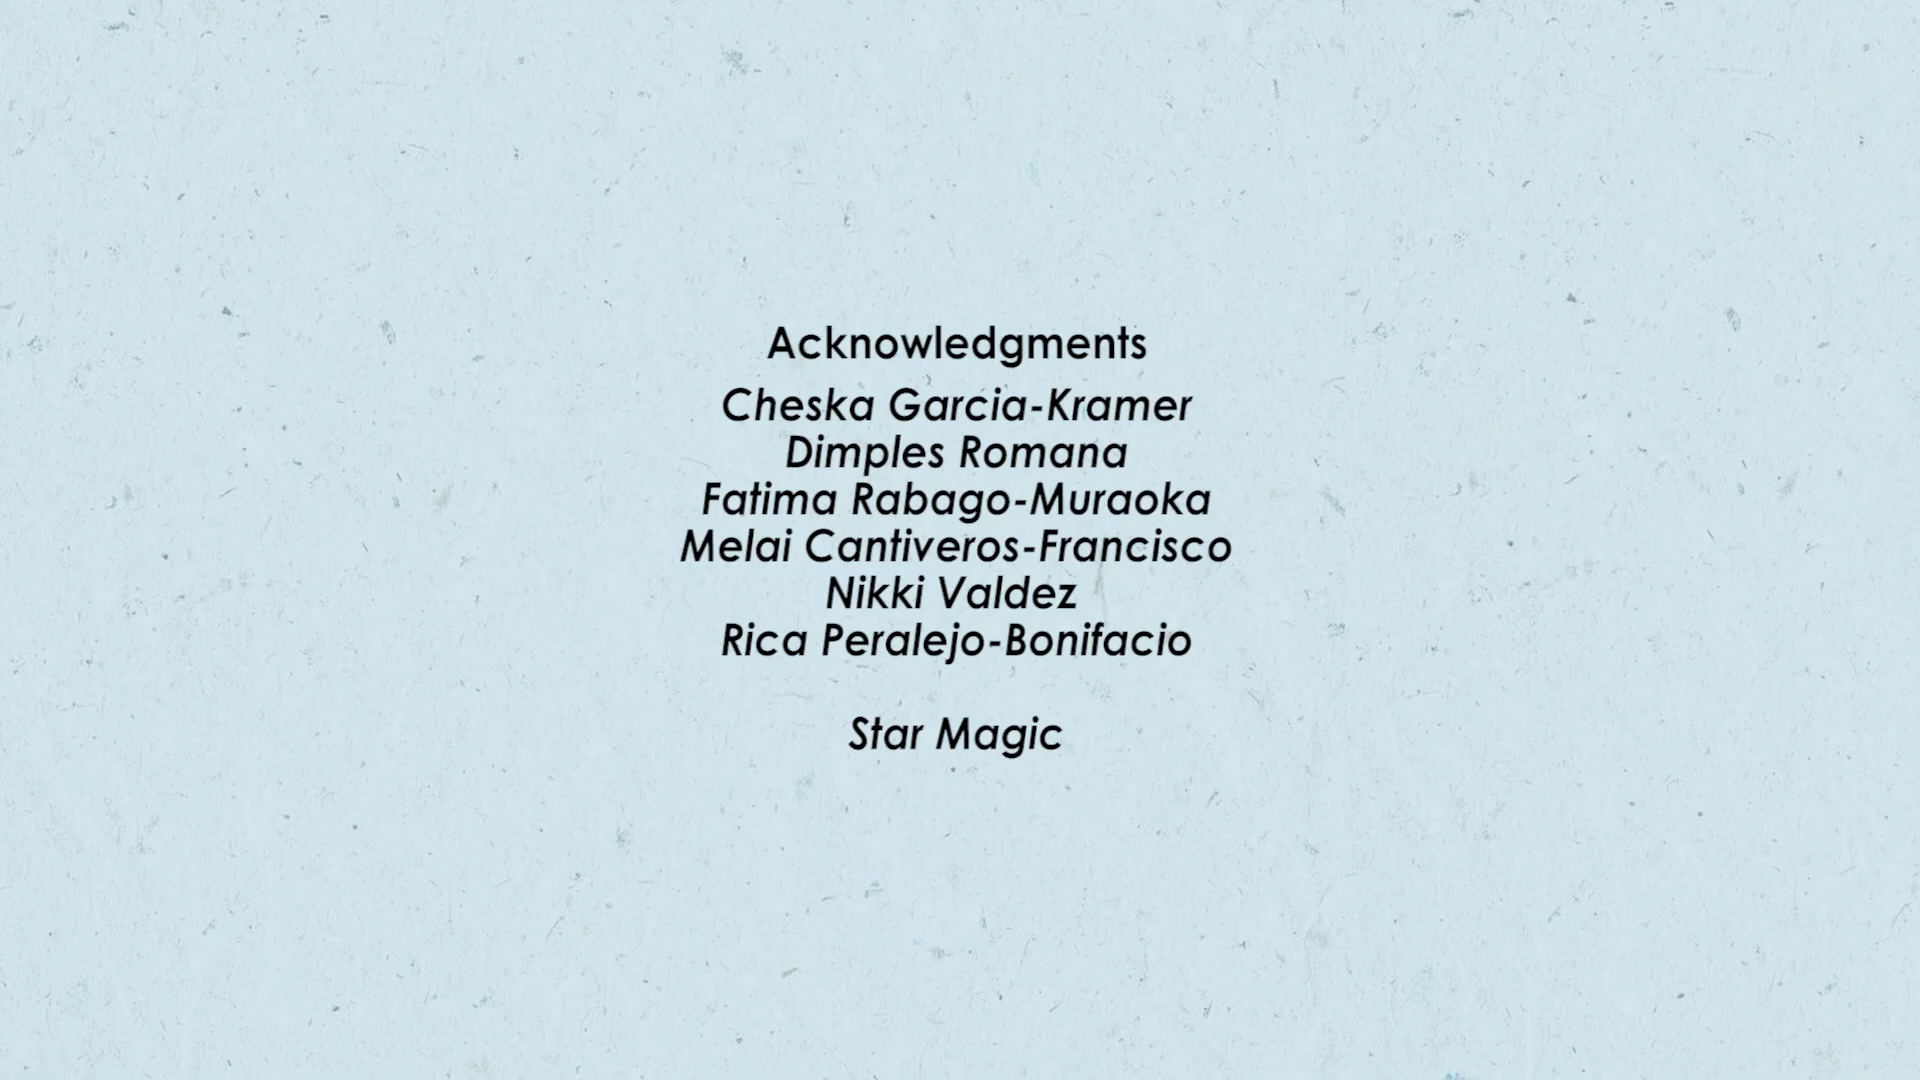 Acknowledgments
Cheska Garcia-Kramer
Dimples Romana
Fatima Rabago-Muraoka
Melai Cantiveros-Francisco
Nikki Valdez
Rica Peralejo-Bonifacio
Star Magic